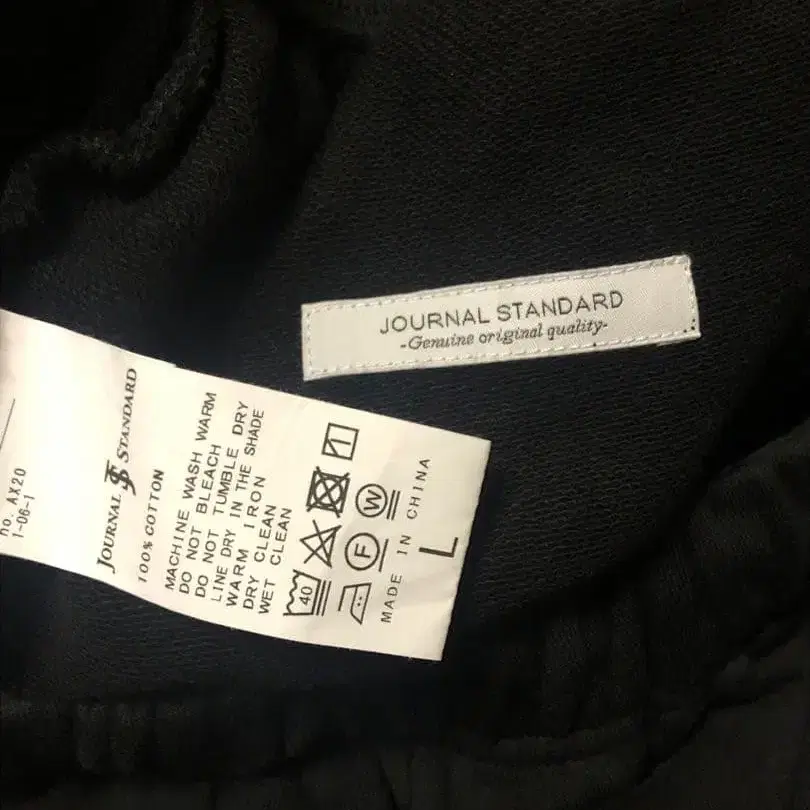 JOURNAL STANDARD
-Genuine original quality-
no. AX20
1-06-1
JOURNAL JS STANDARD
100% COTTON
MACHINE WASH WARM
DO NOT BLEACH
DO NOT TUMBLE DRY
LINE DRY IN THE SHADE
WARM IRON
DRY CLEAN
WET CLEAN
40
F
W
MADE IN CHINA
L